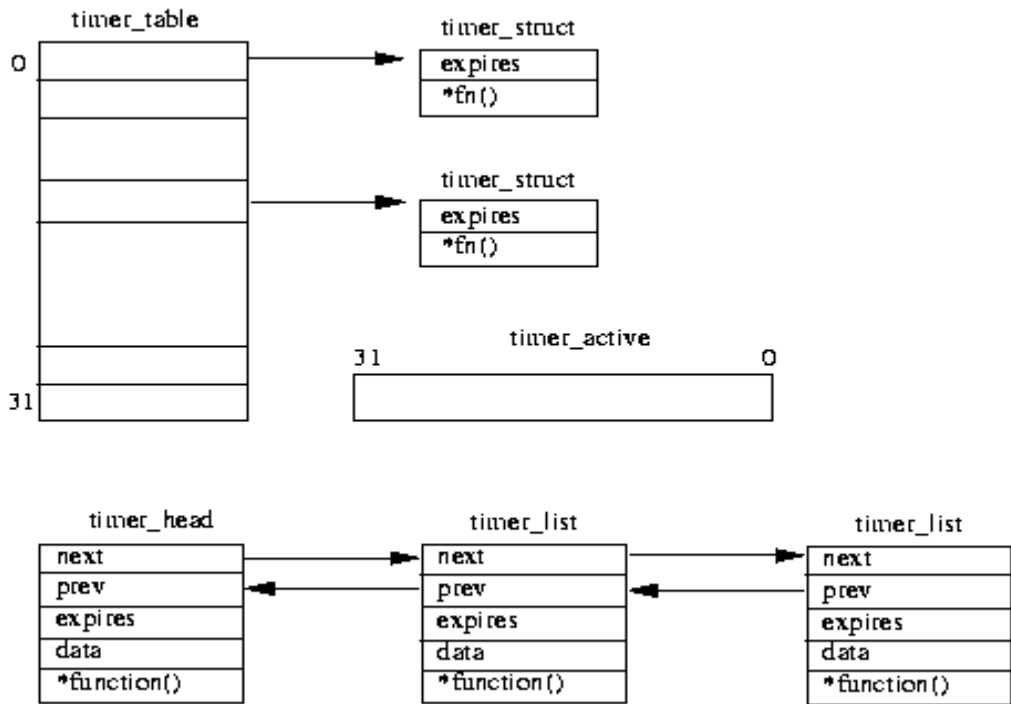 timer_table
0
31
timer_struct
expires
*fn()
timer_struct
expires
*fn()
timer_active
31 0
timer_head
next
prev
expires
data
*function()
timer_list
next
prev
expires
data
*function()
timer_list
next
prev
expires
data
*function()